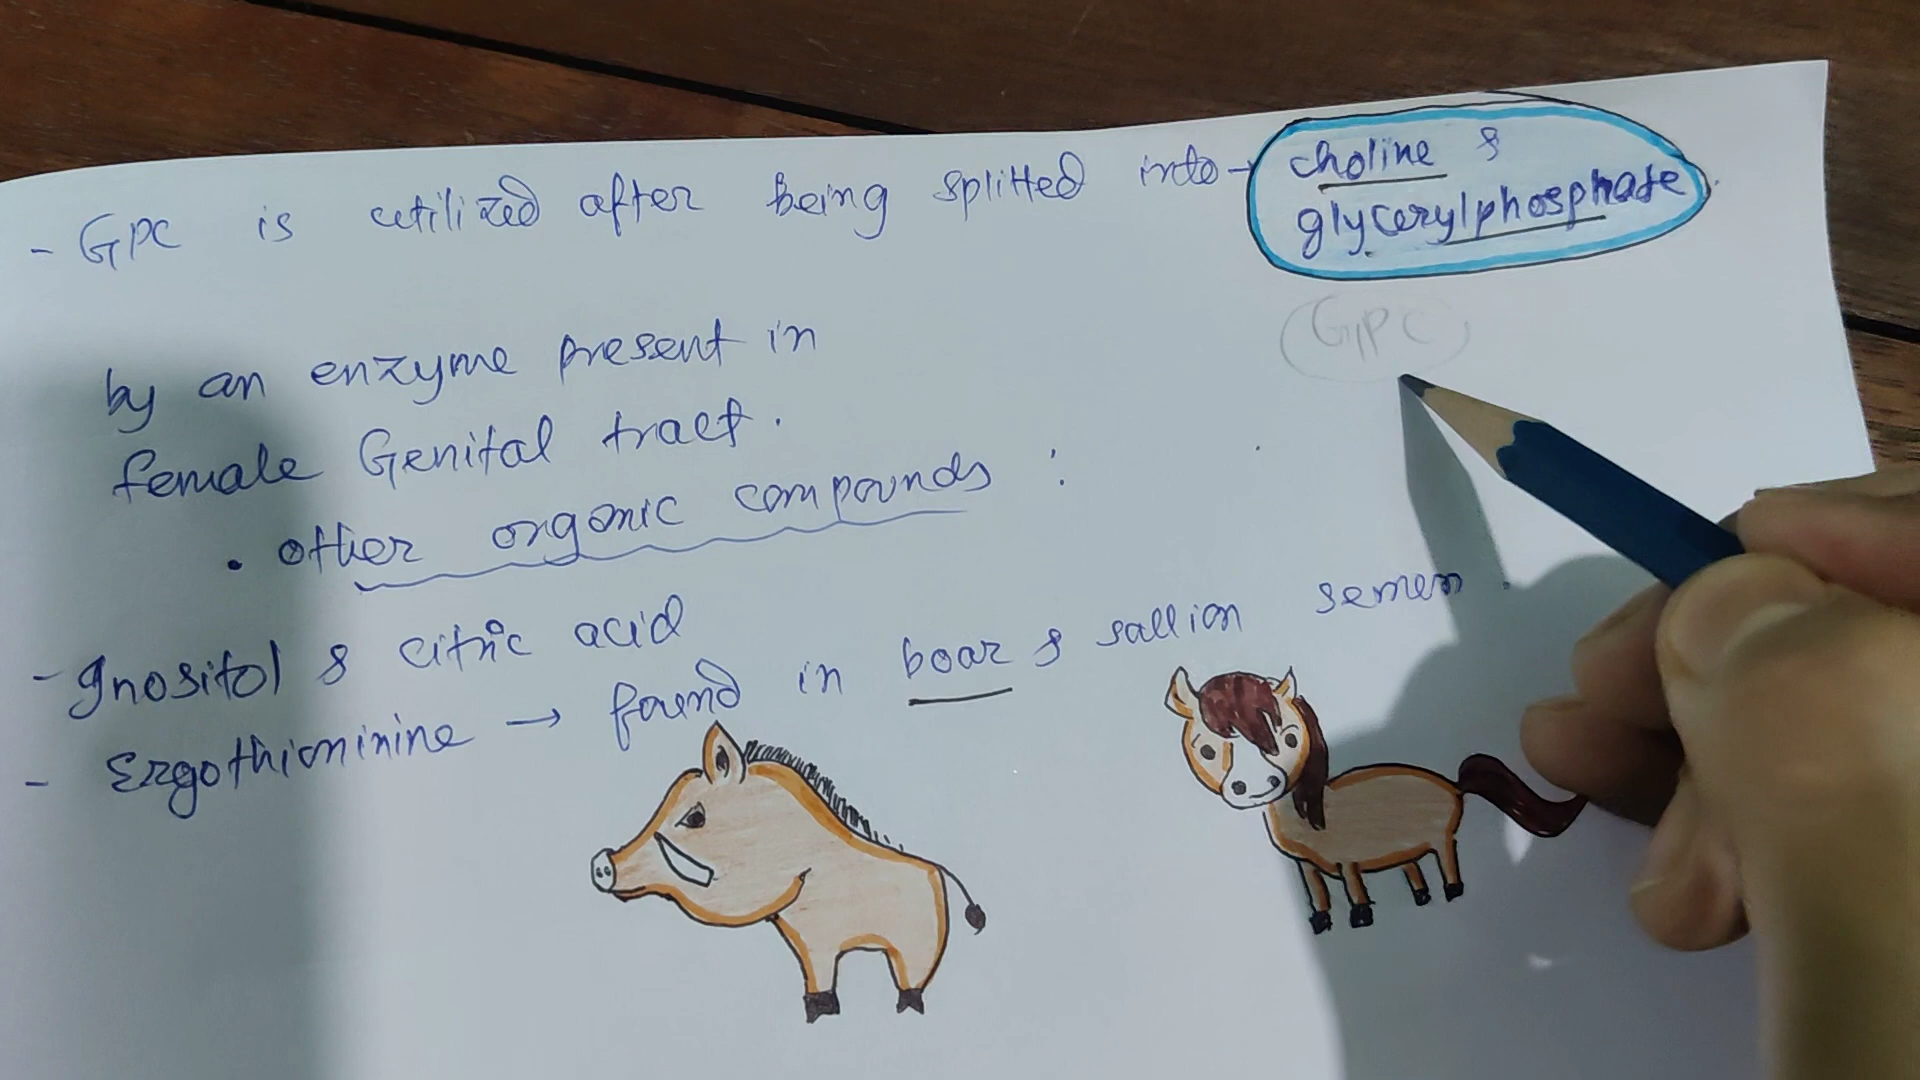 - GPC is utilized after being splitted into → choline &
glycerylphosphate.
GPC
by an enzyme present in
female Genital tract.
• other organic compounds :
- Inositol & citric acid
- Ergothioninine → found in boar & sallion semen.